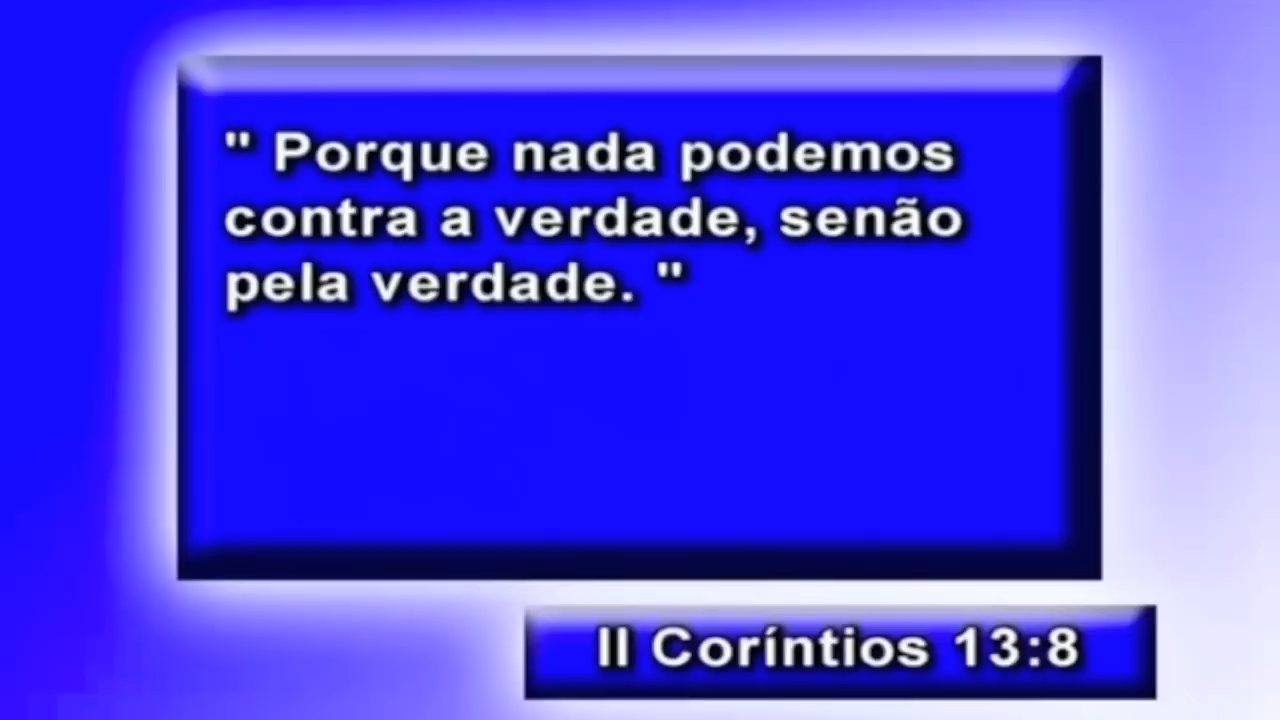 " Porque nada podemos
contra a verdade, senão
pela verdade. "
II Coríntios 13:8